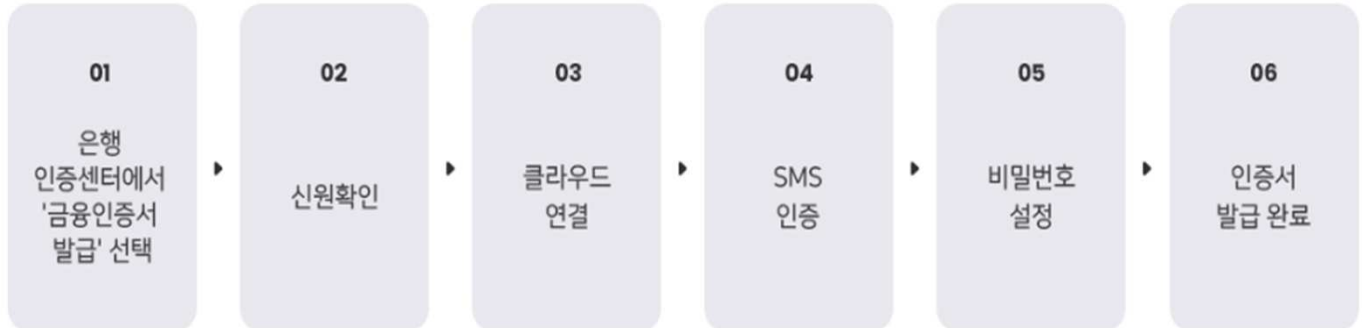 01
은행
인증센터에서
'금융인증서
발급' 선택
02
신원확인
03
클라우드
연결
04
SMS
인증
05
비밀번호
설정
06
인증서
발급 완료